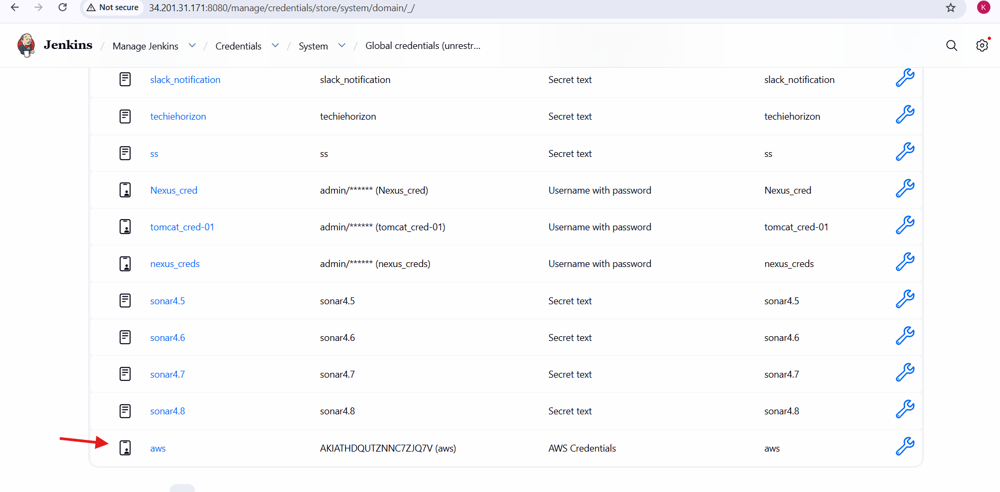 Not secure 34.201.31.171:8080/manage/credentials/store/system/domain/_/ K
Jenkins / Manage Jenkins / Credentials / System / Global credentials (unrestr...
slack_notification slack_notification Secret text slack_notification
techiehorizon techiehorizon Secret text techiehorizon
ss ss Secret text ss
Nexus_cred admin/****** (Nexus_cred) Username with password Nexus_cred
tomcat_cred-01 admin/****** (tomcat_cred-01) Username with password tomcat_cred-01
nexus_creds admin/****** (nexus_creds) Username with password nexus_creds
sonar4.5 sonar4.5 Secret text sonar4.5
sonar4.6 sonar4.6 Secret text sonar4.6
sonar4.7 sonar4.7 Secret text sonar4.7
sonar4.8 sonar4.8 Secret text sonar4.8
aws AKIATHDQUTZNNC7ZJQ7V (aws) AWS Credentials aws